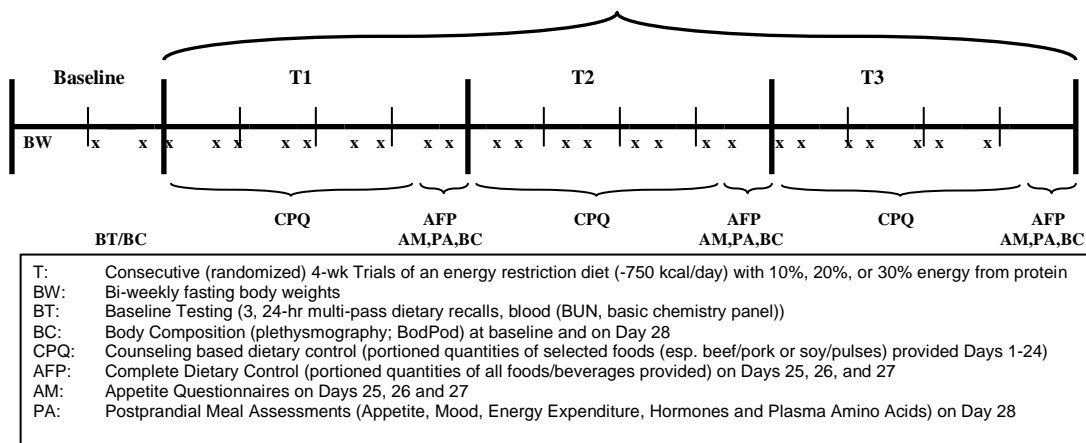 Baseline T1 T2 T3
BW x x x x x x x x x x x x x x x x x x x x x x x x x x
CPQ AFP CPQ AFP CPQ AFP
BT/BC AM,PA,BC AM,PA,BC AM,PA,BC
T: Consecutive (randomized) 4-wk Trials of an energy restriction diet (-750 kcal/day) with 10%, 20%, or 30% energy from protein
BW: Bi-weekly fasting body weights
BT: Baseline Testing (3, 24-hr multi-pass dietary recalls, blood (BUN, basic chemistry panel))
BC: Body Composition (plethysmography; BodPod) at baseline and on Day 28
CPQ: Counseling based dietary control (portioned quantities of selected foods (esp. beef/pork or soy/pulses) provided Days 1-24)
AFP: Complete Dietary Control (portioned quantities of all foods/beverages provided) on Days 25, 26, and 27
AM: Appetite Questionnaires on Days 25, 26 and 27
PA: Postprandial Meal Assessments (Appetite, Mood, Energy Expenditure, Hormones and Plasma Amino Acids) on Day 28